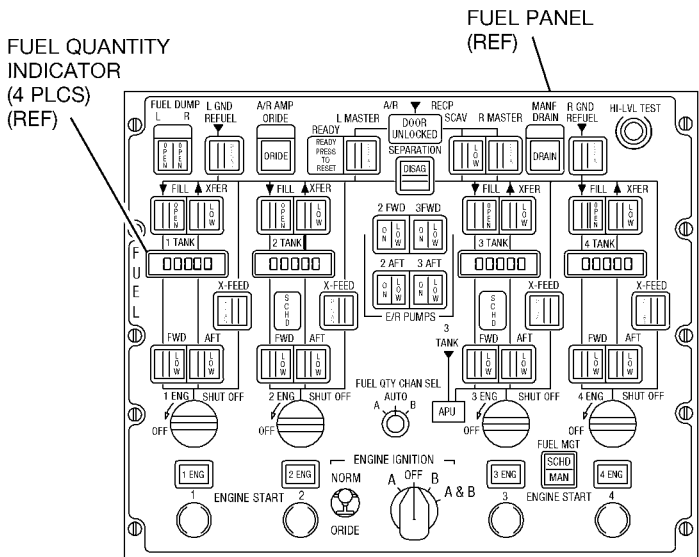 FUEL PANEL
(REF)
FUEL QUANTITY
INDICATOR
(4 PLCS)
(REF)
FUEL DUMP
L R
L GND
REFUEL
A/R AMP
ORIDE
L MASTER
A/R
RECP
SCAV
R MASTER
MANF
DRAIN
R GND
REFUEL
HI-LVL TEST
OPEN OPEN
ORIDE
READY
READY
PRESS
TO
RESET
DOOR
UNLOCKED
SEPARATION
DISAG
LOW
DRAIN
FILL XFER FILL XFER FILL XFER FILL XFER
OPEN LOW OPEN LOW OPEN LOW OPEN LOW
2 FWD 3FWD
ON LOW ON LOW
1 TANK 2 TANK 3 TANK 4 TANK
00000 00000 00000 00000
2 AFT 3 AFT
ON LOW ON LOW
E/R PUMPS
FUEL
X-FEED X-FEED X-FEED X-FEED
SCHD SCHD
3
TANK
FWD AFT FWD AFT FWD AFT FWD AFT
LOW LOW LOW LOW LOW LOW LOW LOW
FUEL QTY CHAN SEL
AUTO
A B
APU
1 ENG SHUT OFF 2 ENG SHUT OFF 3 ENG SHUT OFF 4 ENG SHUT OFF
OFF OFF OFF OFF
FUEL MGT
SCHD
MAN
ENGINE IGNITION
NORM
ORIDE
A OFF B
A & B
1 ENG 2 ENG 3 ENG 4 ENG
1 ENGINE START 2 3 ENGINE START 4